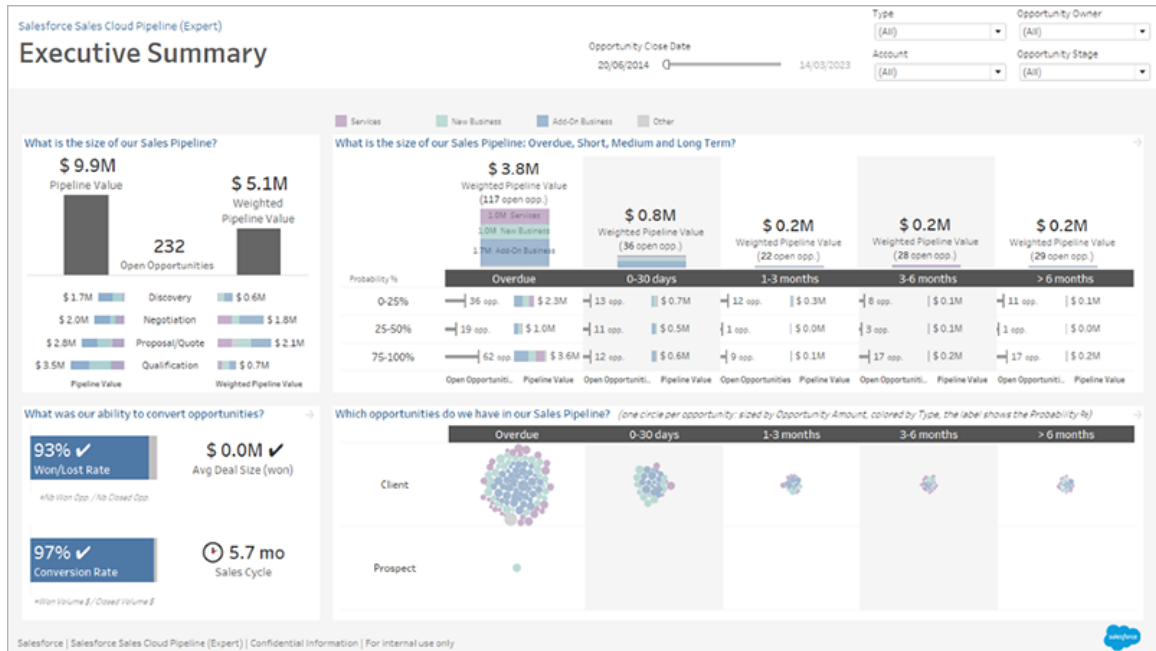 Salesforce Sales Cloud Pipeline (Expert)
Executive Summary
Opportunity Close Date
20/06/2014
14/03/2023
Type
(All)
Opportunity Owner
(All)
Account
(All)
Opportunity Stage
(All)
Services
New Business
Add-On Business
Other
What is the size of our Sales Pipeline?
$ 9.9M
Pipeline Value
232
Open Opportunities
$ 5.1M
Weighted
Pipeline Value
$1.7M Discovery $0.6M
$2.0M Negotiation $1.8M
$2.8M Proposal/Quote $2.1M
$3.5M Qualification $0.7M
Pipeline Value Weighted Pipeline Value
What is the size of our Sales Pipeline: Overdue, Short, Medium and Long Term?
$ 3.8M
Weighted Pipeline Value
(117 open opp.)
1.0M Services
1.0M New Business
1.7M Add-On Business
$ 0.8M
Weighted Pipeline Value
(36 open opp.)
$ 0.2M
Weighted Pipeline Value
(22 open opp.)
$ 0.2M
Weighted Pipeline Value
(28 open opp.)
$ 0.2M
Weighted Pipeline Value
(29 open opp.)
Probability% Overdue 0-30 days 1-3 months 3-6 months > 6 months
0-25% 36 opp. $ 2.3M 13 opp. $ 0.7M 12 opp. $ 0.3M 8 opp. $ 0.1M 11 opp. $ 0.1M
25-50% 19 opp. $ 1.0M 11 opp. $ 0.5M 1 opp. $ 0.0M 3 opp. $ 0.1M 1 opp. $ 0.0M
75-100% 62 opp. $ 3.6M 12 opp. $ 0.6M 9 opp. $ 0.1M 17 opp. $ 0.2M 17 opp. $ 0.2M
Open Opportuniti.. Pipeline Value Open Opportuniti.. Pipeline Value Open Opportunities Pipeline Value Open Opportuniti.. Pipeline Value Open Opportuniti.. Pipeline Value
What was our ability to convert opportunities?
93% ✔
Won/Lost Rate
$ 0.0M ✔
Avg Deal Size (won)
*Nb Won Opp. / Nb Closed Opp.
97% ✔
Conversion Rate
5.7 mo
Sales Cycle
*Won Volume $ / Closed Volume $
Which opportunities do we have in our Sales Pipeline? (one circle per opportunity: sized by Opportunity Amount, colored by Type, the label shows the Probability %)
Overdue 0-30 days 1-3 months 3-6 months > 6 months
Client
Prospect
Salesforce | Salesforce Sales Cloud Pipeline (Expert) | Confidential Information | For internal use only
salesforce